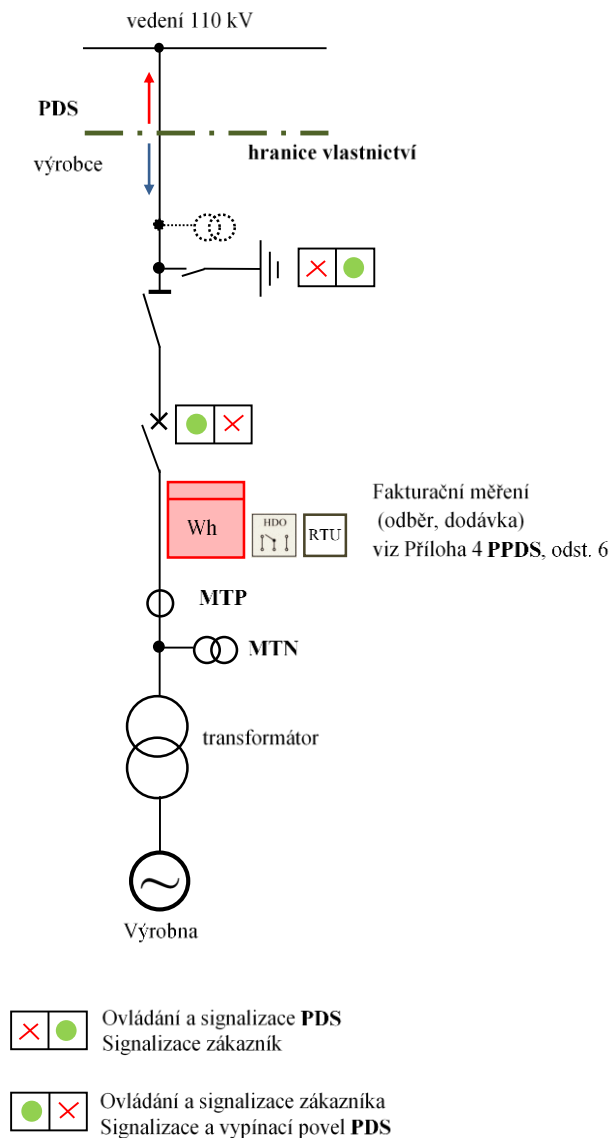 vedení 110 kV
PDS
hranice vlastnictví
výrobce
Wh
HDO
RTU
Fakturační měření
(odběr, dodávka)
viz Příloha 4 PPDS, odst. 6
MTP
MTN
transformátor
Výrobna
Ovládání a signalizace PDS
Signalizace zákazník
Ovládání a signalizace zákazníka
Signalizace a vypínací povel PDS